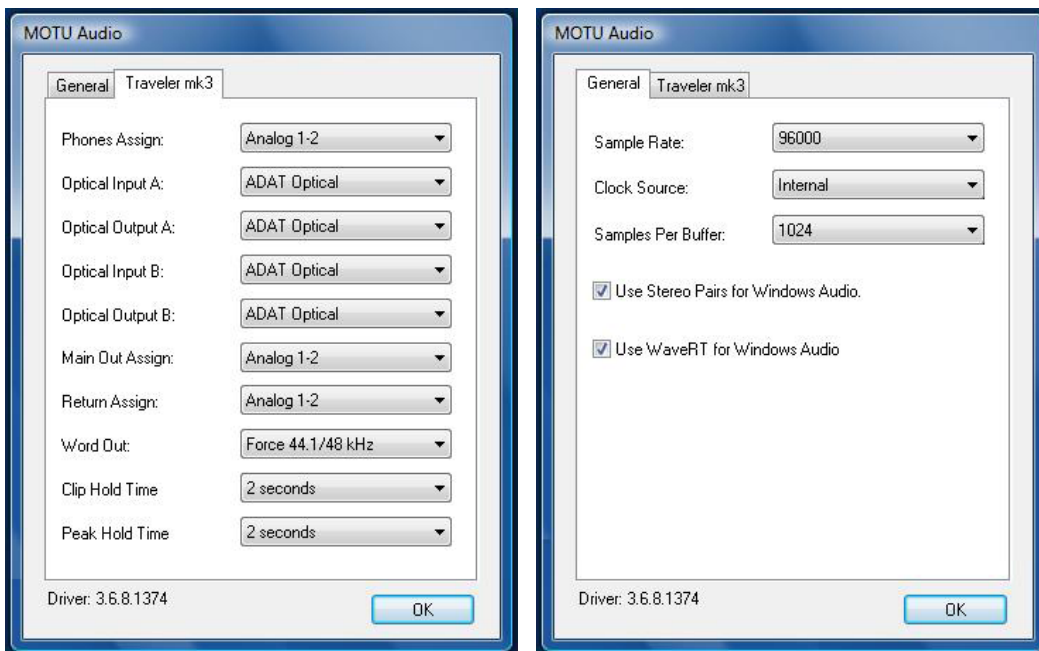 MOTU Audio
General Traveler mk3
Phones Assign: Analog 1-2
Optical Input A: ADAT Optical
Optical Output A: ADAT Optical
Optical Input B: ADAT Optical
Optical Output B: ADAT Optical
Main Out Assign: Analog 1-2
Return Assign: Analog 1-2
Word Out: Force 44.1/48 kHz
Clip Hold Time 2 seconds
Peak Hold Time 2 seconds
Driver: 3.6.8.1374
OK
MOTU Audio
General Traveler mk3
Sample Rate: 96000
Clock Source: Internal
Samples Per Buffer: 1024
Use Stereo Pairs for Windows Audio.
Use WaveRT for Windows Audio
Driver: 3.6.8.1374
OK